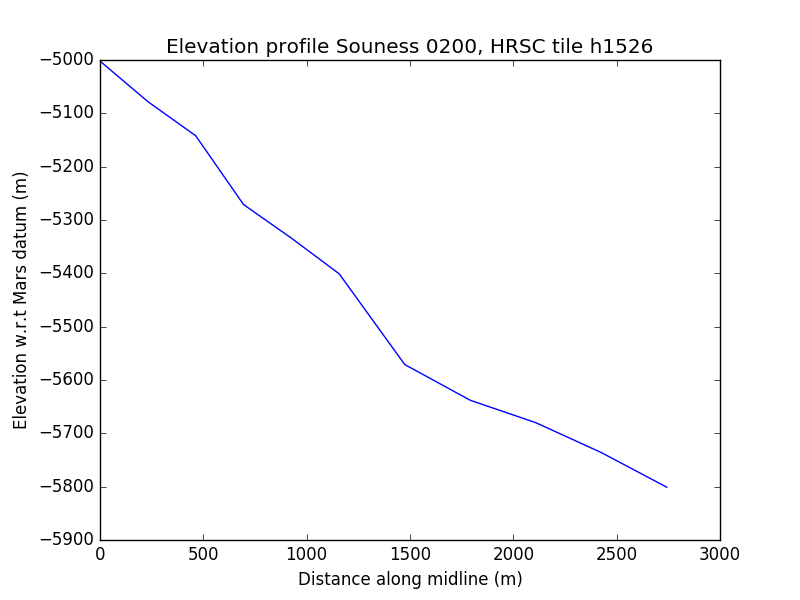 Elevation profile Souness 0200, HRSC tile h1526
−5000
−5100
−5200
−5300
−5400
−5500
−5600
−5700
−5800
−5900
Elevation w.r.t Mars datum (m)
0 500 1000 1500 2000 2500 3000
Distance along midline (m)